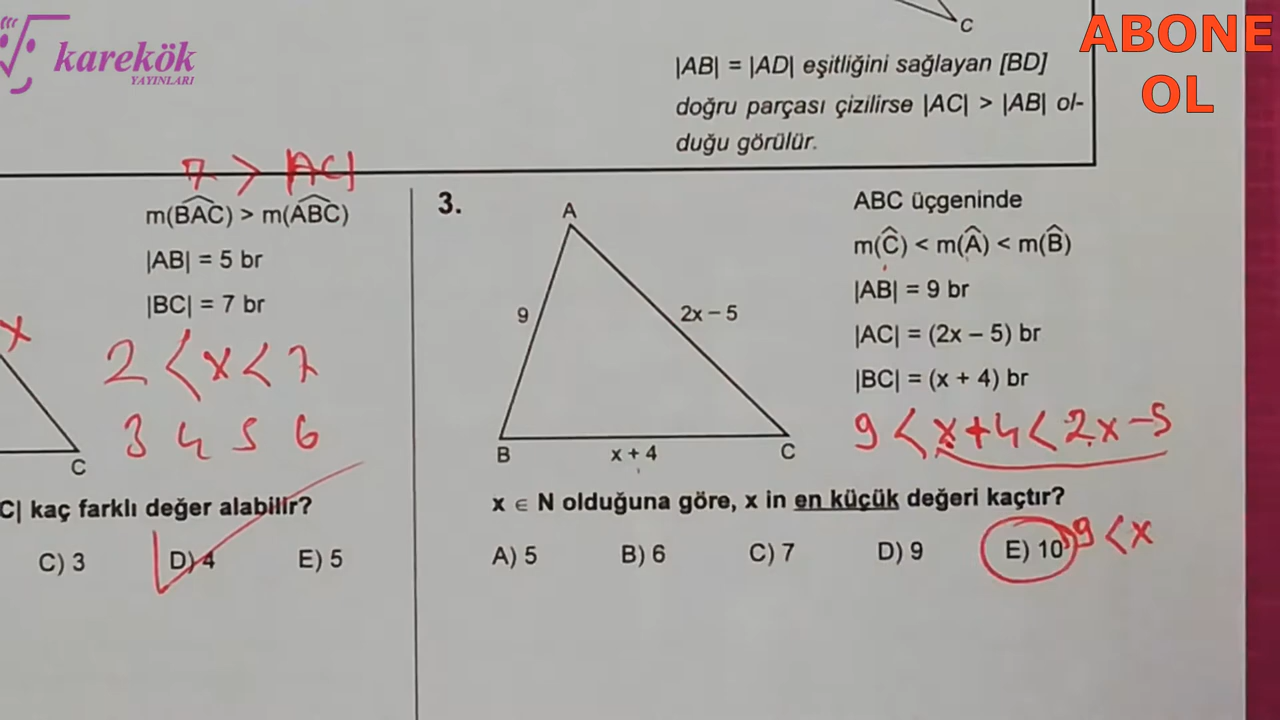 karekök
YAYINLARI
ABONE
OL
C
|AB| = |AD| eşitliğini sağlayan [BD]
doğru parçası çizilirse |AC| > |AB| ol-
duğu görülür.
7 > |AC|
m(BAC) > m(ABC)
|AB| = 5 br
|BC| = 7 br
x
2 < x < 7
3 4 5 6
C
C| kaç farklı değer alabilir?
C) 3 D) 4 E) 5
3.
A
9
2x – 5
B
x + 4
C
ABC üçgeninde
m(Ĉ) < m(Â) < m(B̂)
|AB| = 9 br
|AC| = (2x – 5) br
|BC| = (x + 4) br
9 < x+4 < 2x-5
x ∈ N olduğuna göre, x in en küçük değeri kaçtır?
A) 5 B) 6 C) 7 D) 9 E) 10
9 < x